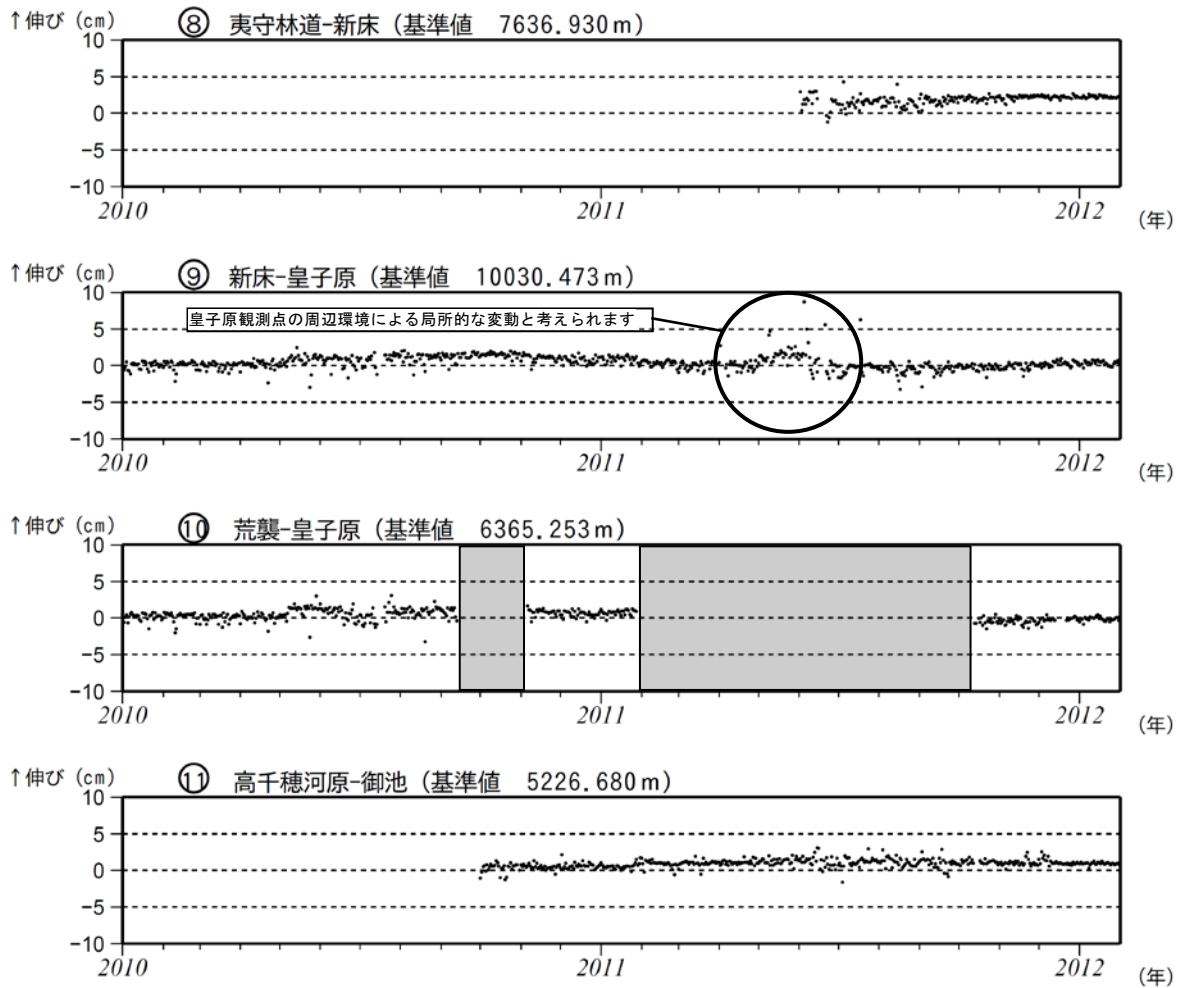 ↑伸び (cm) ⑧ 夷守林道-新床 (基準値 7636.930m)
10
5
0
-5
-10
2010 2011 2012 (年)
↑伸び (cm) ⑨ 新床-皇子原 (基準値 10030.473m)
10
皇子原観測点の周辺環境による局所的な変動と考えられます
5
0
-5
-10
2010 2011 2012 (年)
↑伸び (cm) ⑩ 荒襲-皇子原 (基準値 6365.253m)
10
5
0
-5
-10
2010 2011 2012 (年)
↑伸び (cm) ⑪ 高千穂河原-御池 (基準値 5226.680m)
10
5
0
-5
-10
2010 2011 2012 (年)